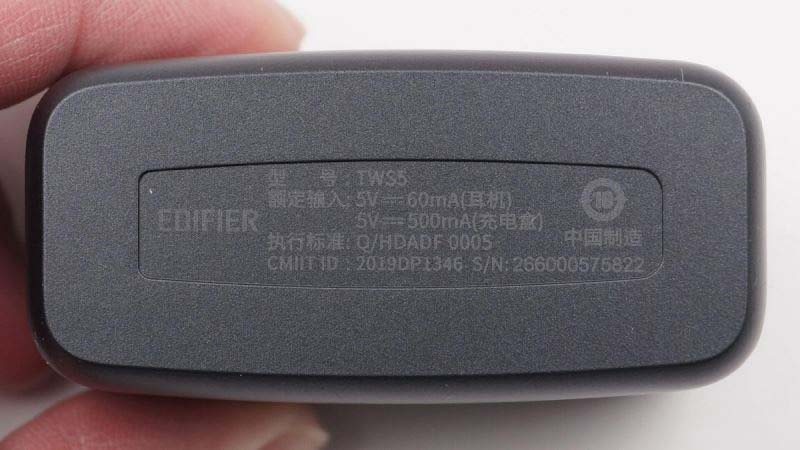 EDIFIER
型 号 : TWS5
额定输入: 5V⎓60mA(耳机)
5V⎓500mA(充电盒)
执行标准: Q/HDADF 0005
CMIIT ID : 2019DP1346 S/N: 266000575822
10
中国制造